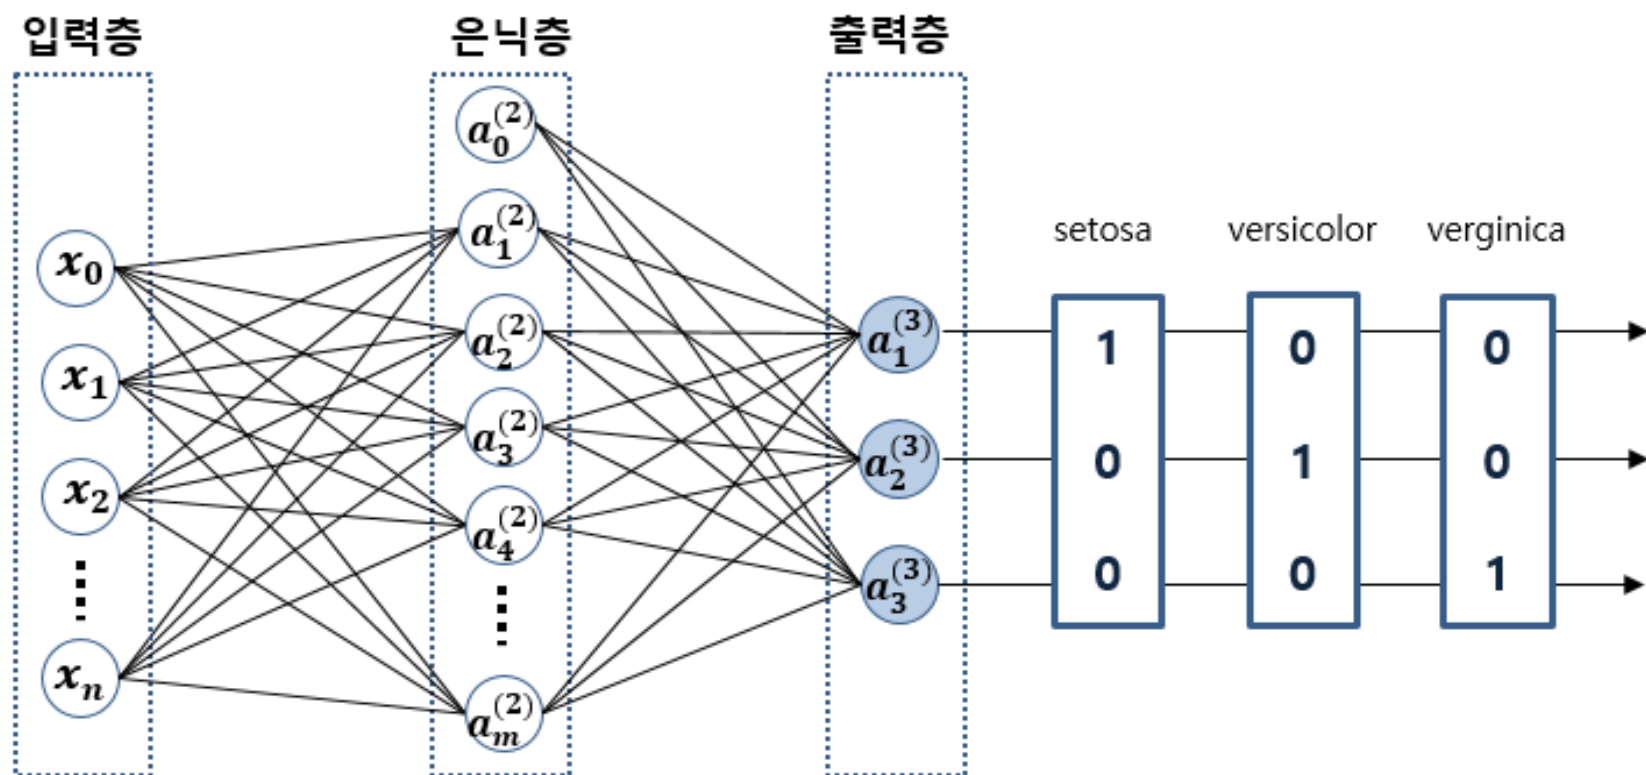 입력층 은닉층 출력층
a₀⁽²⁾
x₀ a₁⁽²⁾ setosa versicolor verginica
x₁ a₂⁽²⁾ a₁⁽³⁾ 1 0 0
x₂ a₃⁽²⁾ a₂⁽³⁾ 0 1 0
a₄⁽²⁾ a₃⁽³⁾ 0 0 1
xₙ aₘ⁽²⁾